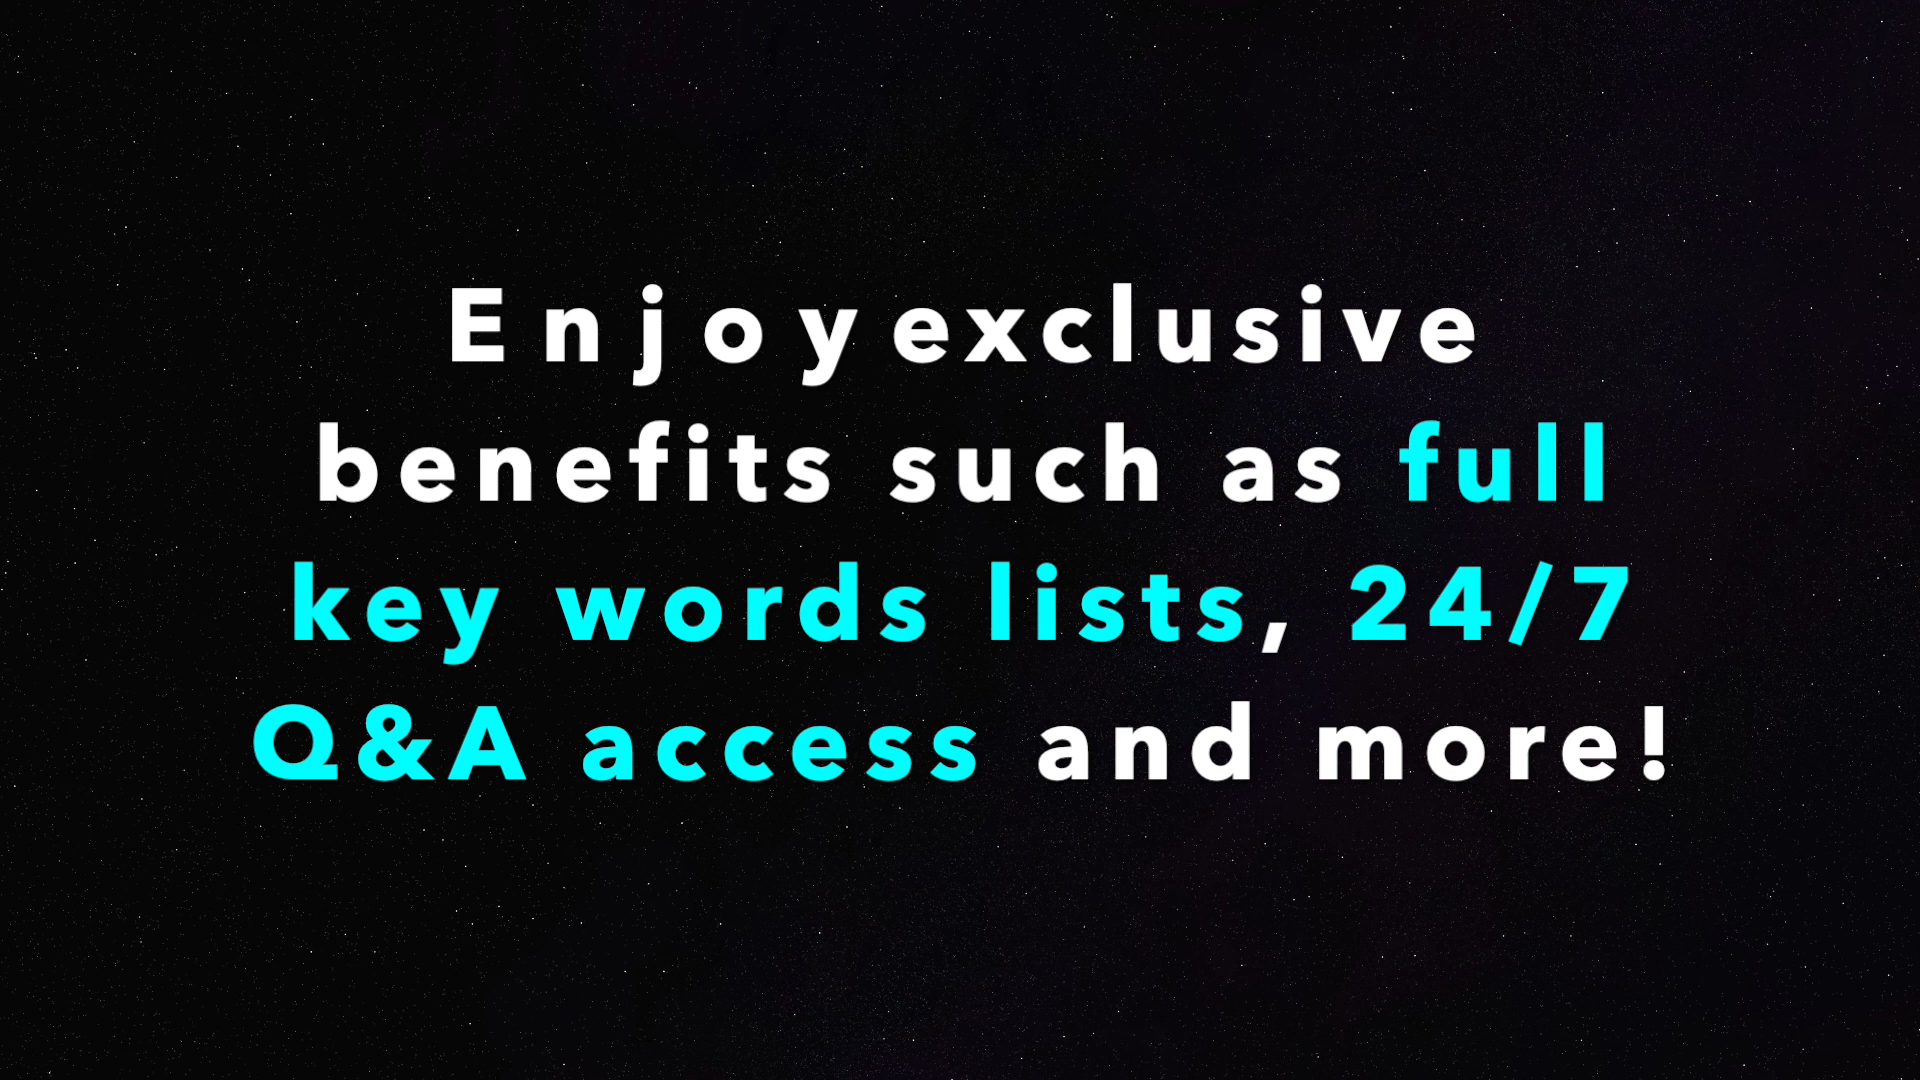 Enjoy exclusive
benefits such as full
key words lists, 24/7
Q&A access and more!